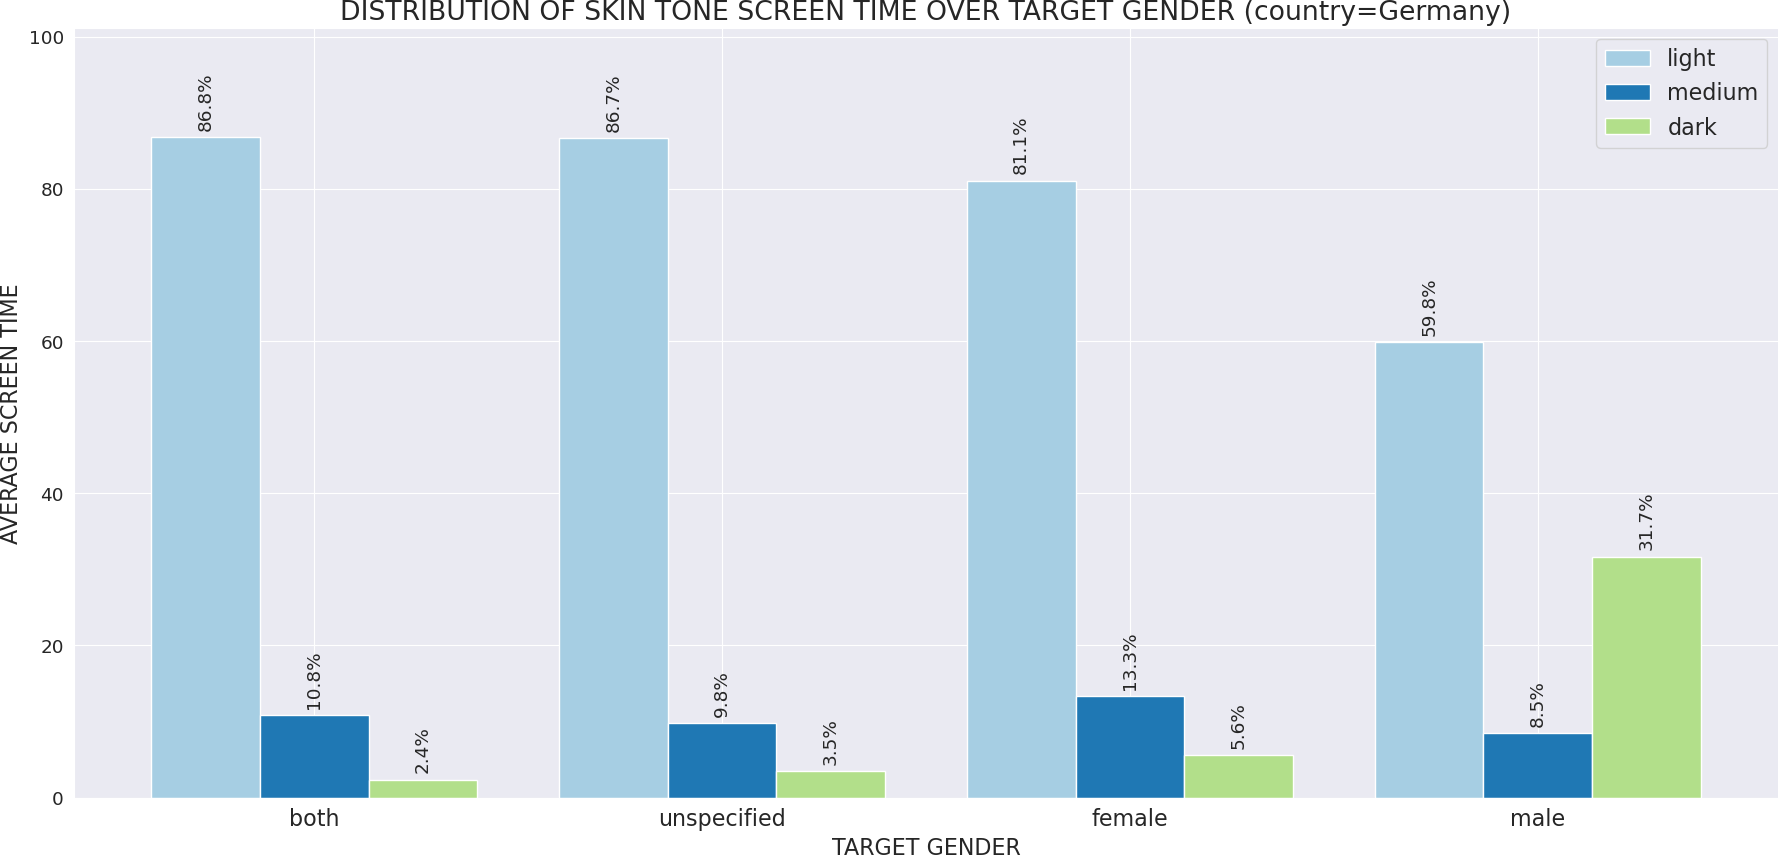 DISTRIBUTION OF SKIN TONE SCREEN TIME OVER TARGET GENDER (country=Germany)
light
medium
dark
AVERAGE SCREEN TIME
100
80
60
40
20
0
86.8%
10.8%
2.4%
86.7%
9.8%
3.5%
81.1%
13.3%
5.6%
59.8%
8.5%
31.7%
both
unspecified
female
male
TARGET GENDER